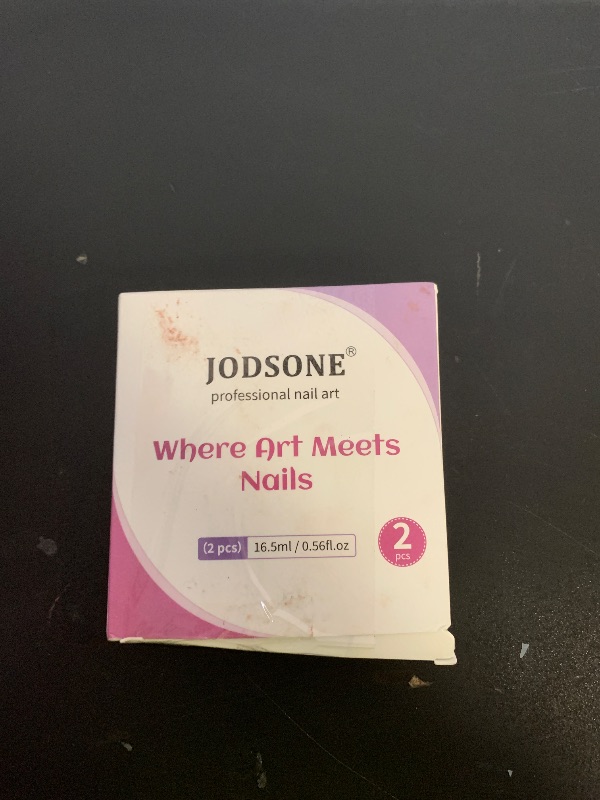 JODSONE®
professional nail art
Where Art Meets
Nails
(2 pcs) 16.5ml / 0.56fl.oz
2
pcs